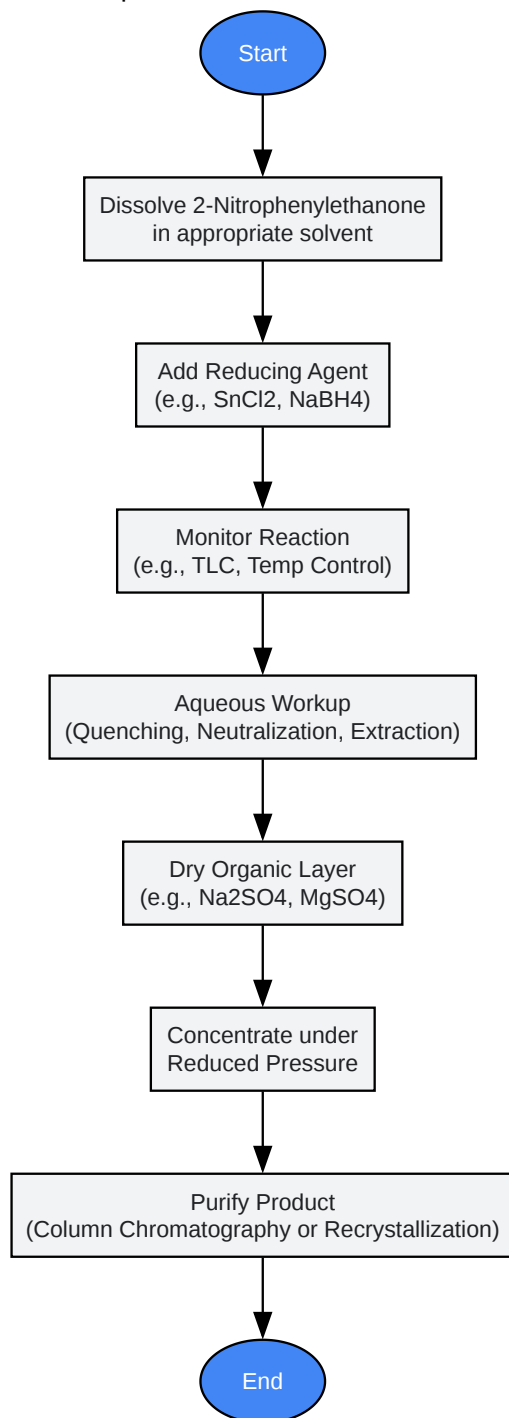 Start
Dissolve 2-Nitrophenylethanone
in appropriate solvent
Add Reducing Agent
(e.g., SnCl2, NaBH4)
Monitor Reaction
(e.g., TLC, Temp Control)
Aqueous Workup
(Quenching, Neutralization, Extraction)
Dry Organic Layer
(e.g., Na2SO4, MgSO4)
Concentrate under
Reduced Pressure
Purify Product
(Column Chromatography or Recrystallization)
End